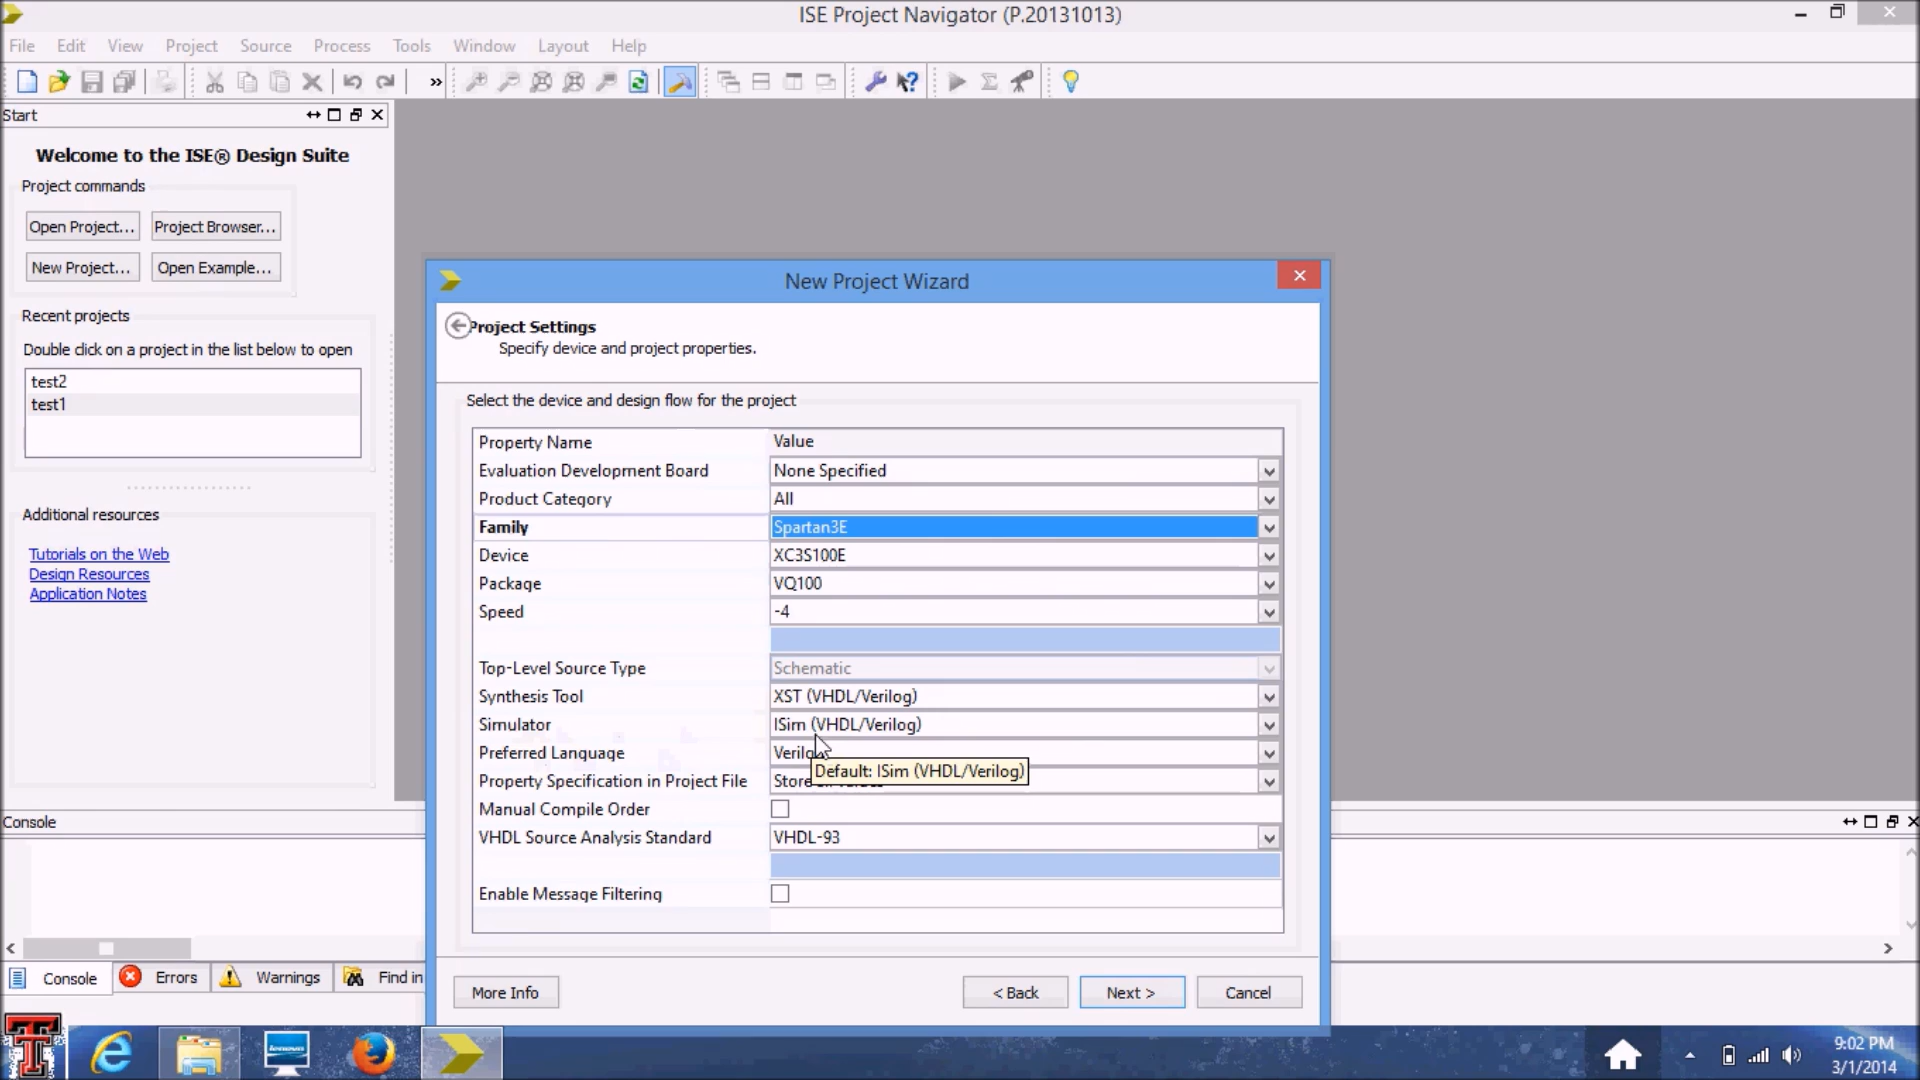 ISE Project Navigator (P.20131013)
File Edit View Project Source Process Tools Window Layout Help
Start
Welcome to the ISE® Design Suite
Project commands
Open Project... Project Browser...
New Project... Open Example...
Recent projects
Double click on a project in the list below to open
test2
test1
Additional resources
Tutorials on the Web
Design Resources
Application Notes
New Project Wizard
Project Settings
Specify device and project properties.
Select the device and design flow for the project
Property Name Value
Evaluation Development Board None Specified
Product Category All
Family Spartan3E
Device XC3S100E
Package VQ100
Speed -4
Top-Level Source Type Schematic
Synthesis Tool XST (VHDL/Verilog)
Simulator ISim (VHDL/Verilog)
Preferred Language
Default: ISim (VHDL/Verilog)
Property Specification in Project File Store
Manual Compile Order
VHDL Source Analysis Standard VHDL-93
Enable Message Filtering
More Info < Back Next > Cancel
Console
Console Errors Warnings Find in
9:02 PM
3/1/2014